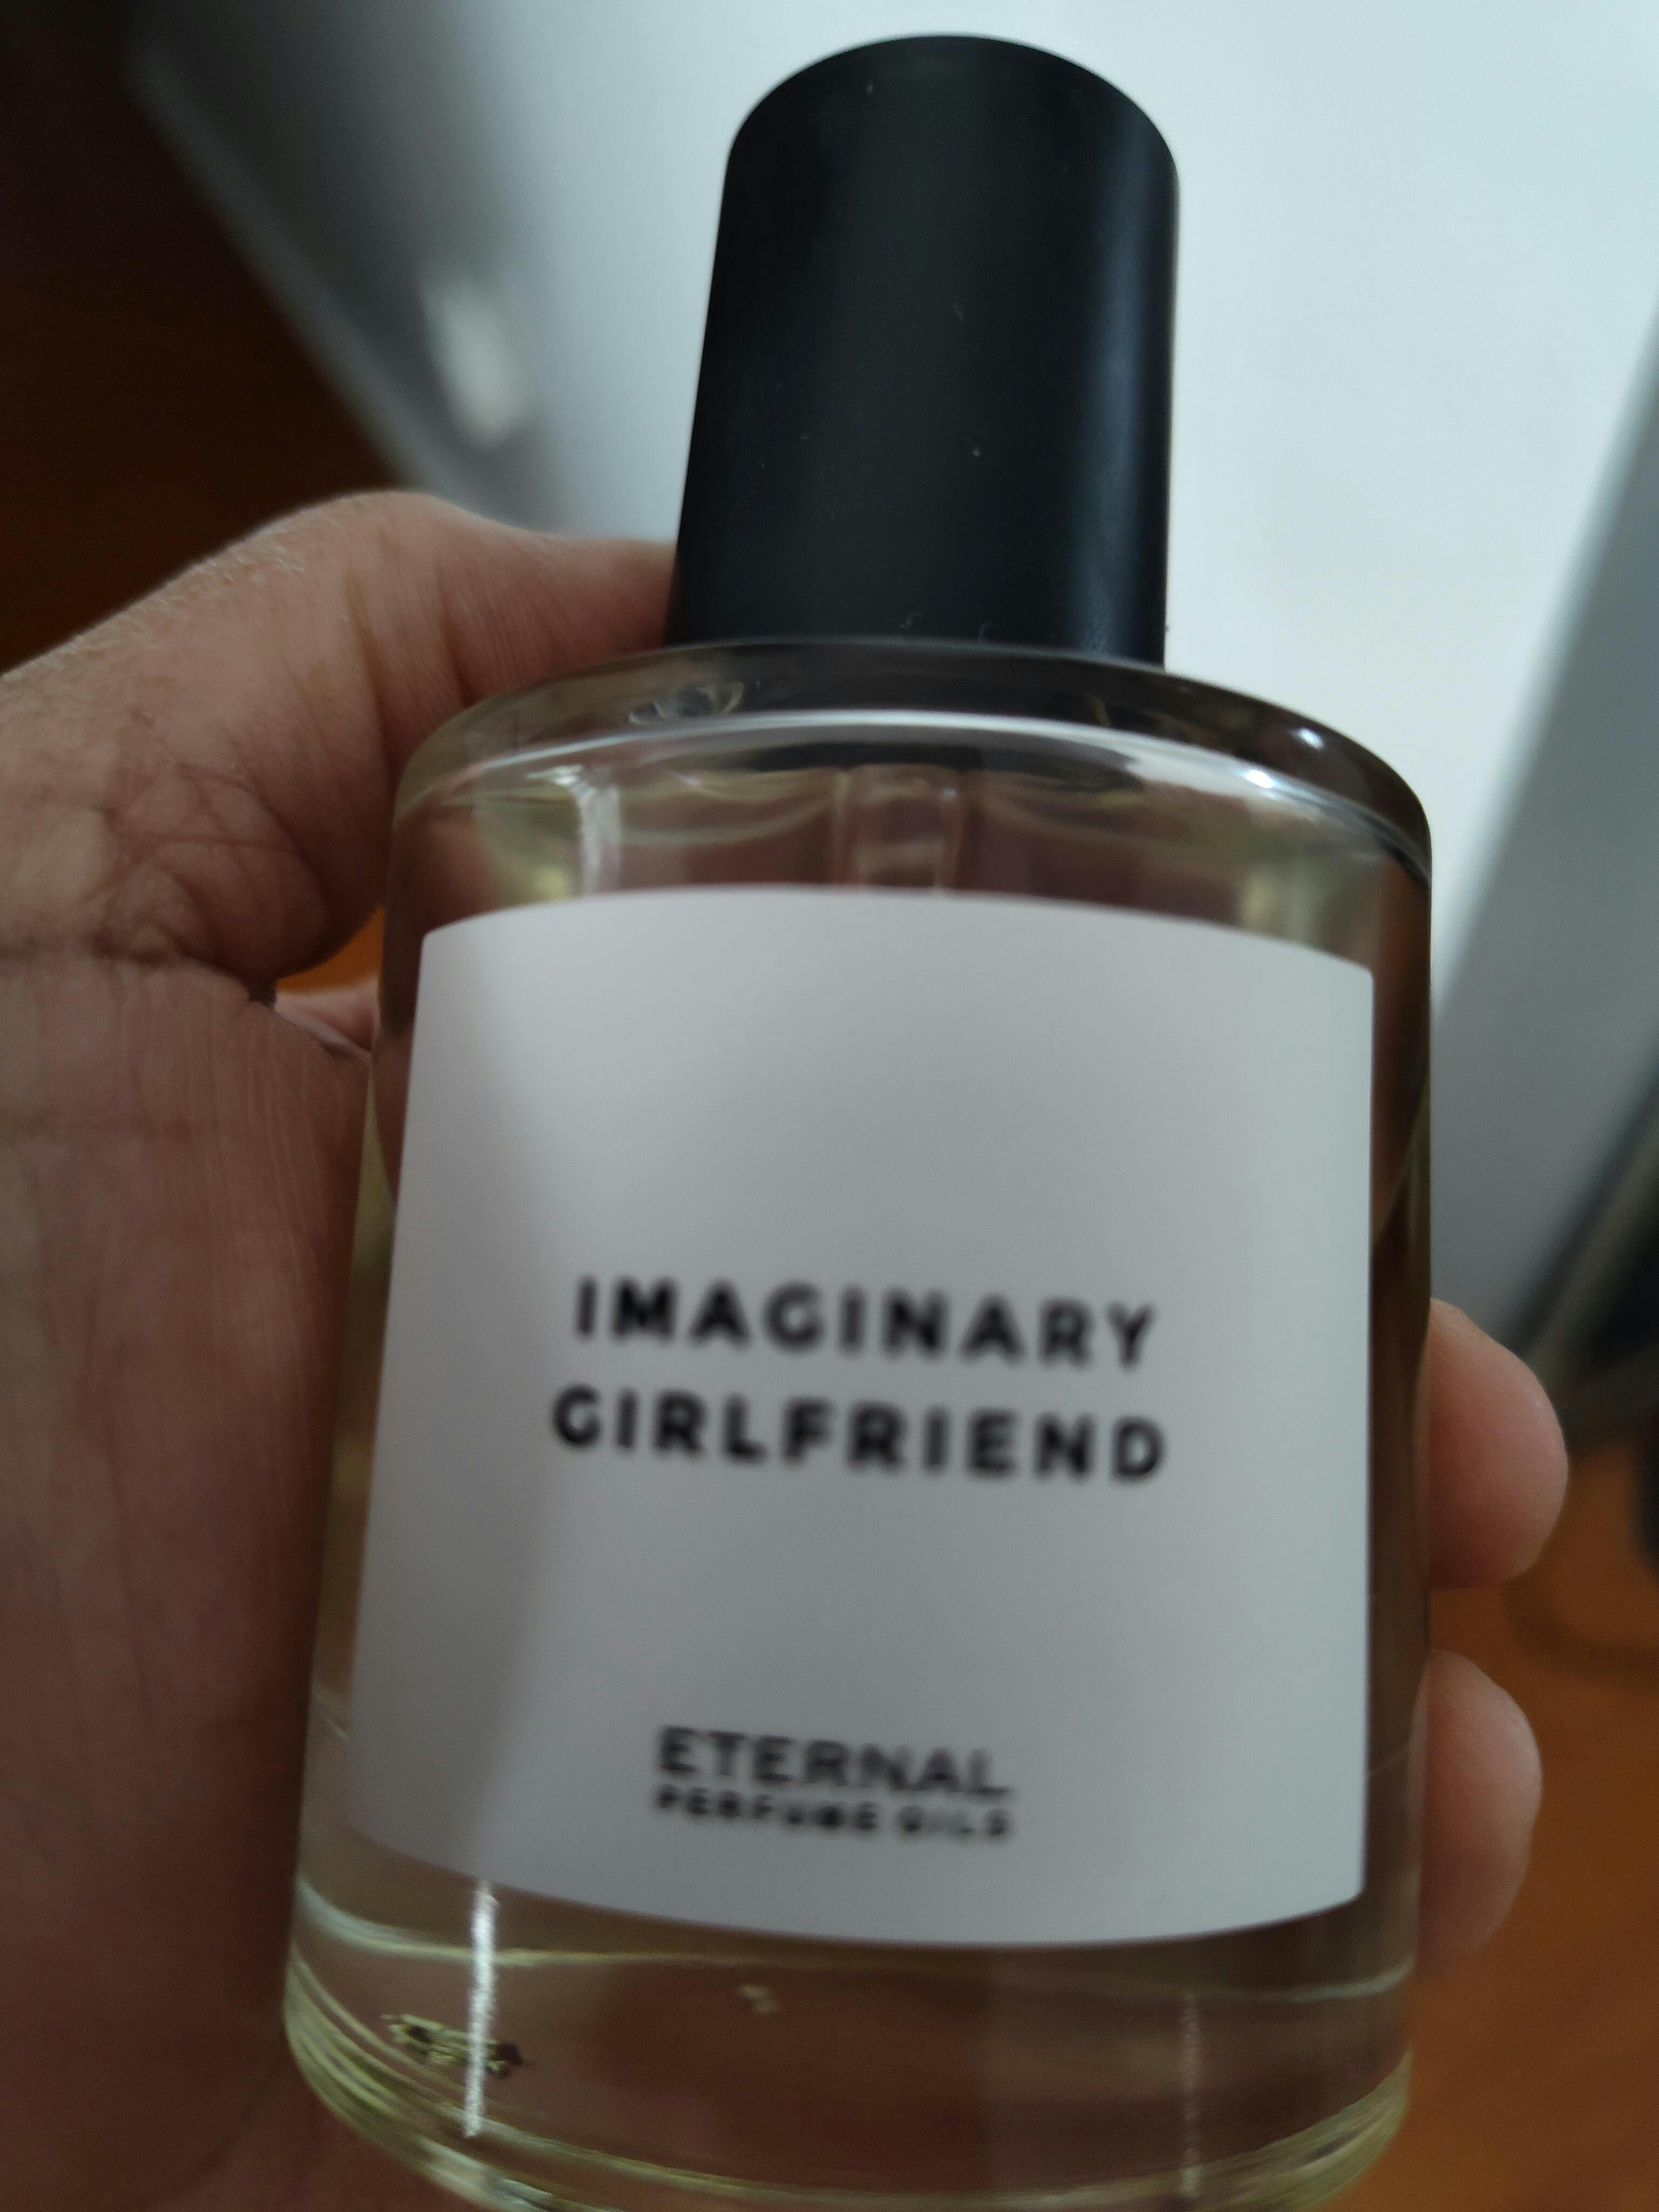 IMAGINARY
GIRLFRIEND
ETERNAL
PERFUME OILS